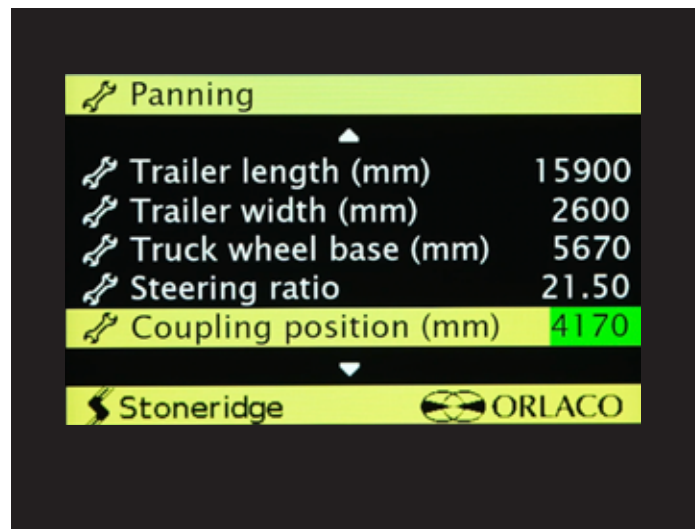 Panning
Trailer length (mm) 15900
Trailer width (mm) 2600
Truck wheel base (mm) 5670
Steering ratio 21.50
Coupling position (mm) 4170
Stoneridge ORLACO